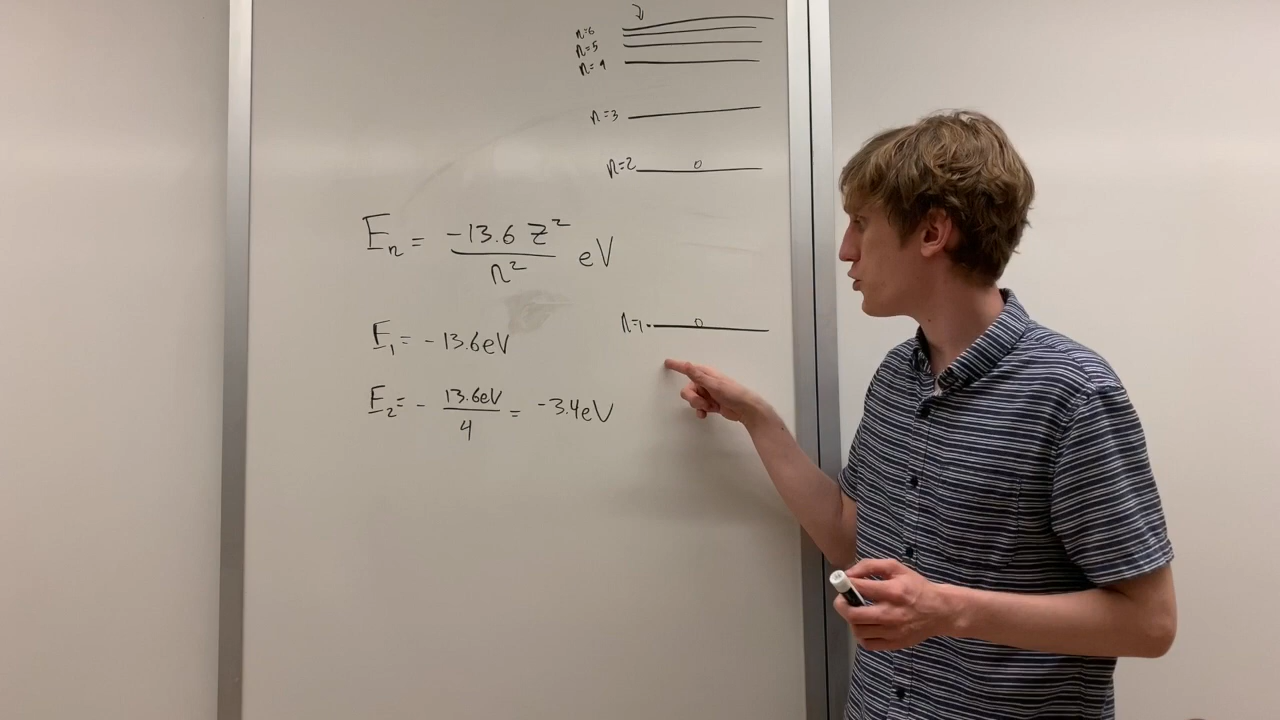 n=6
n=5
n=4
n=3
n=2
Eₙ = -13.6 Z² / n² eV
n=1
E₁ = -13.6eV
E₂ = - 13.6eV / 4 = -3.4eV